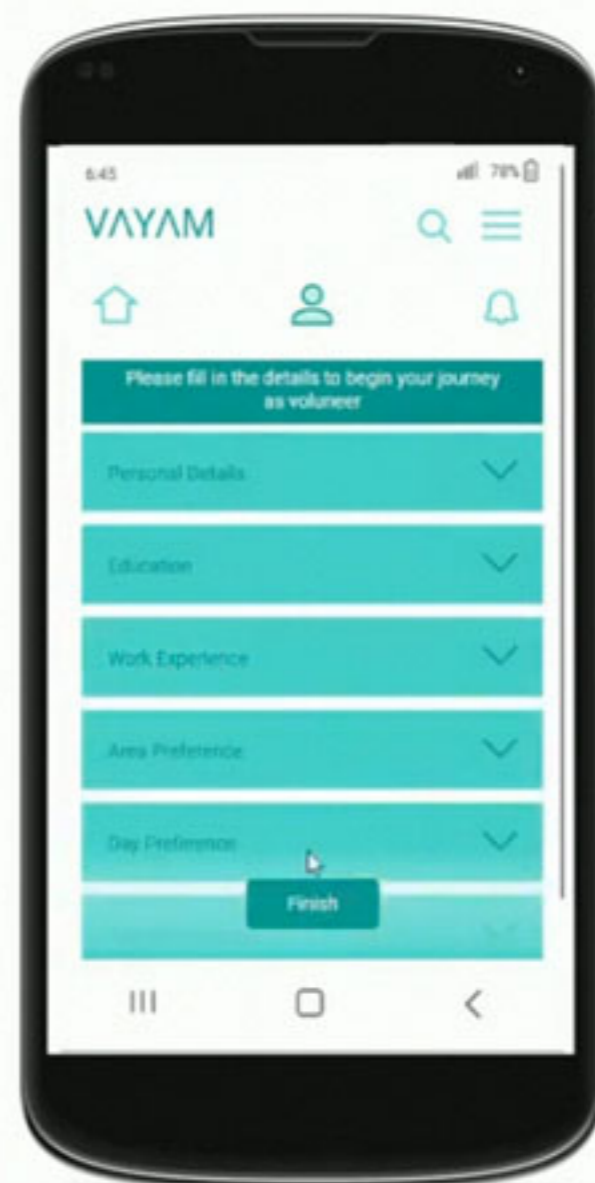 6:45
78%
VAYAM
Please fill in the details to begin your journey
as voluneer
Personal Details
Education
Work Experience
Area Preference
Day Preference
Finish